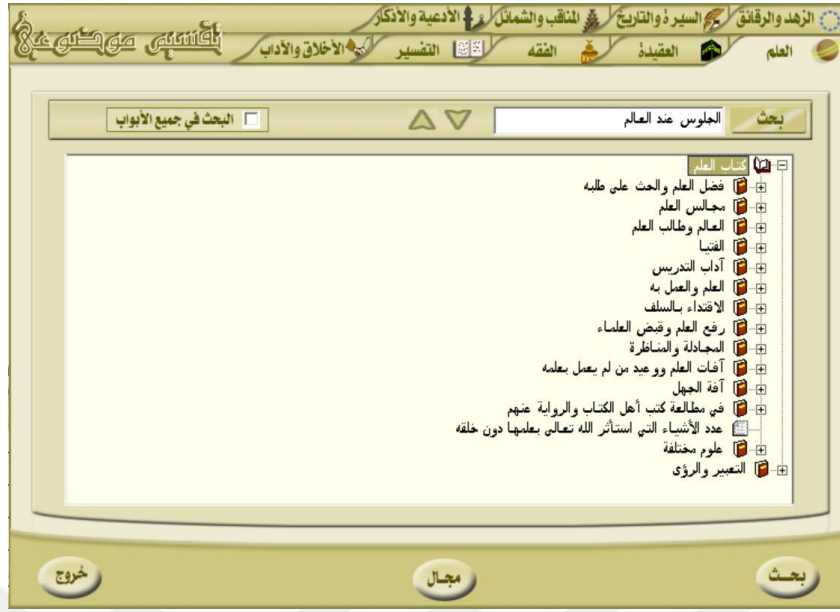 الزهد والرقائق السيرة والتاريخ المناقب والشمائل الأدعية والأذكار
العلم العقيدة الفقه التفسير الأخلاق والآداب
تقسيم موضوعي
بحث الجلوس عند العالم البحث في جميع الأبواب
كتاب العلم
فضل العلم والحث على طلبه
مجالس العلم
العالم وطالب العلم
الفتيا
آداب التدريس
العلم والعمل به
الاقتداء بالسلف
رفع العلم وقبض العلماء
المجادلة والمناظرة
آفات العلم ووعيد من لم يعمل بعلمه
آفة الجهل
في مطالعة كتب أهل الكتاب والرواية عنهم
عدد الأشياء التي استأثر الله تعالى بعلمها دون خلقه
علوم مختلفة
التعبير والرؤى
بحث مجال خروج